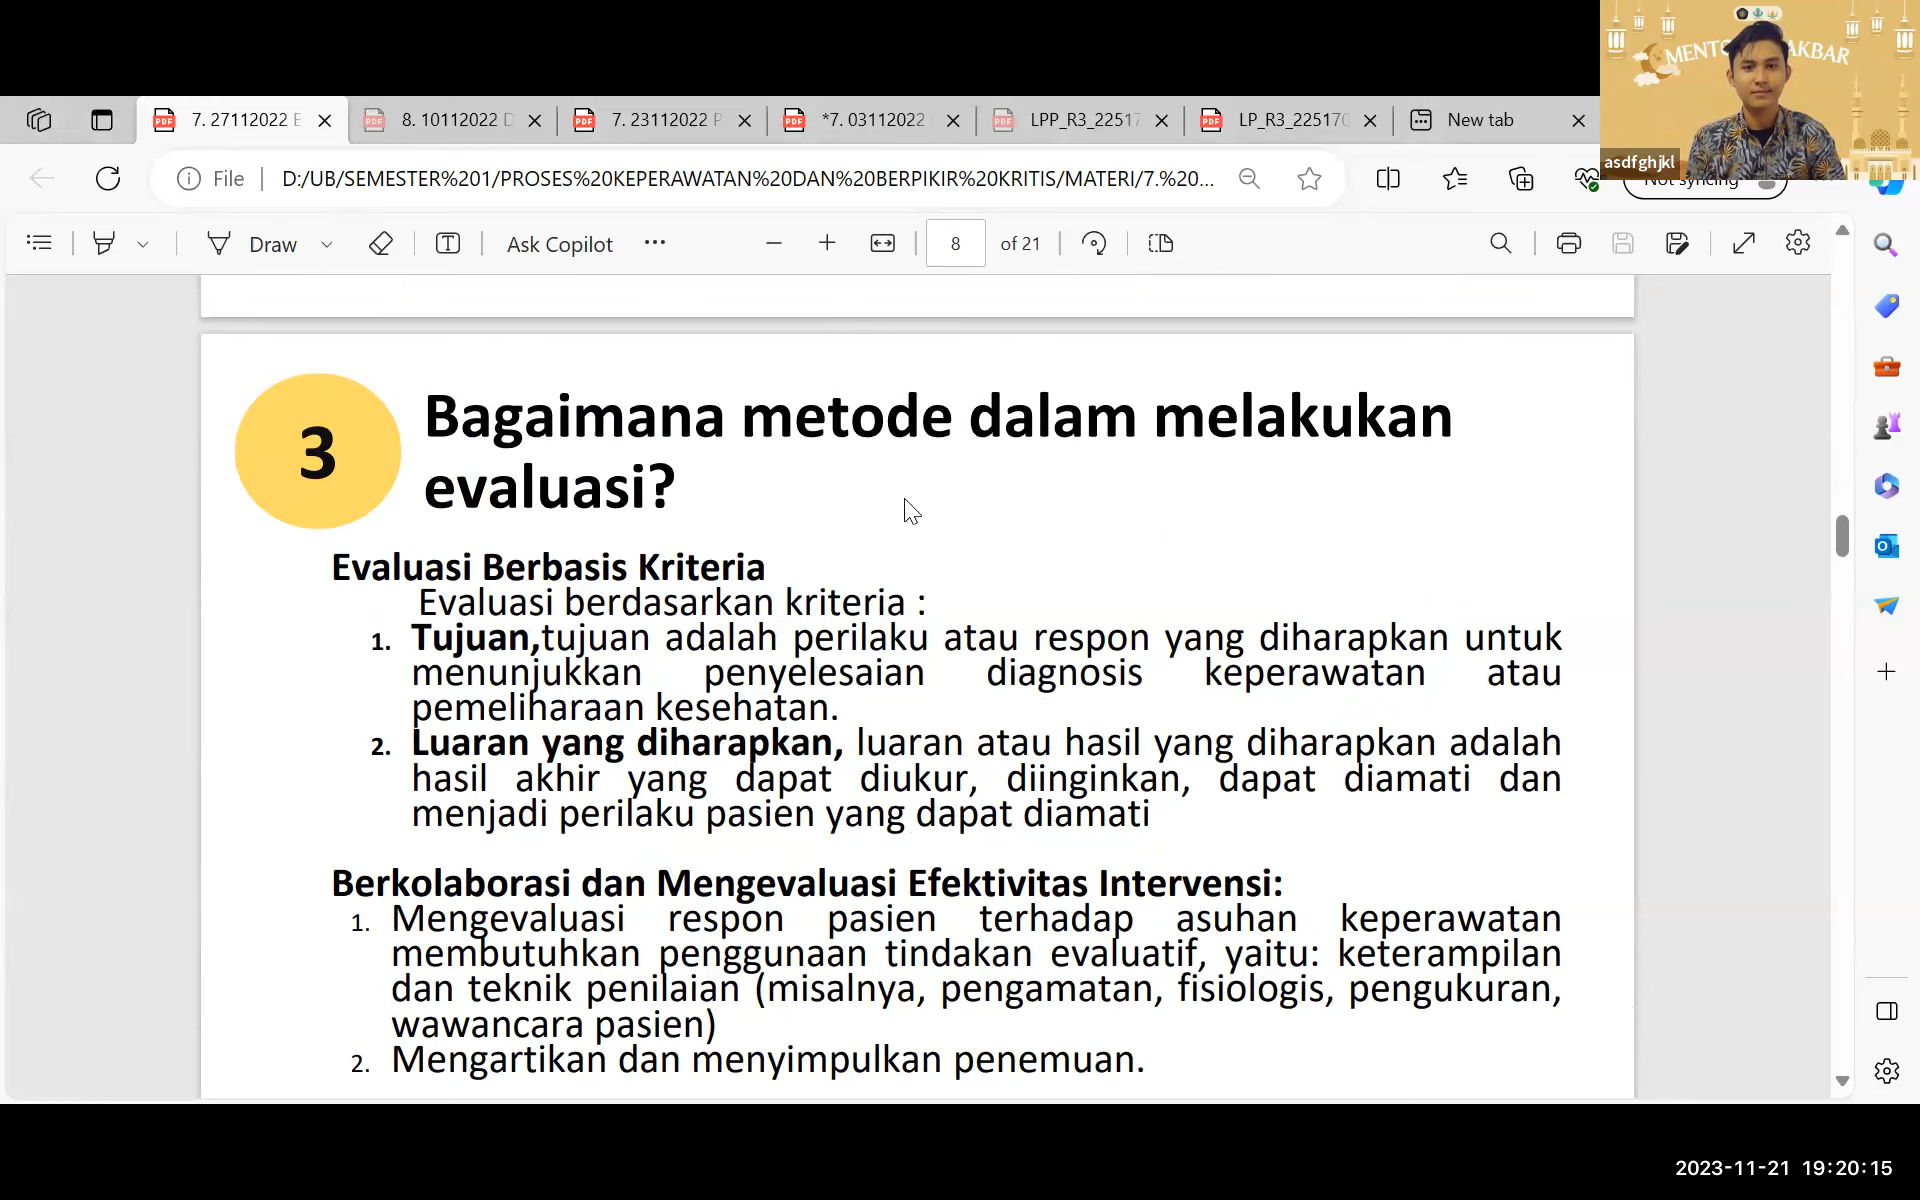 MENTO AKBAR
asdfghjkl
7. 27112022 E
8. 10112022 D
7. 23112022 P
*7. 03112022
LPP_R3_22517
LP_R3_225170
New tab
File
D:/UB/SEMESTER%201/PROSES%20KEPERAWATAN%20DAN%20BERPIKIR%20KRITIS/MATERI/7.%20...
Not syncing
Draw
Ask Copilot
8 of 21
3
Bagaimana metode dalam melakukan
evaluasi?
Evaluasi Berbasis Kriteria
Evaluasi berdasarkan kriteria :
1. Tujuan,tujuan adalah perilaku atau respon yang diharapkan untuk
menunjukkan penyelesaian diagnosis keperawatan atau
pemeliharaan kesehatan.
2. Luaran yang diharapkan, luaran atau hasil yang diharapkan adalah
hasil akhir yang dapat diukur, diinginkan, dapat diamati dan
menjadi perilaku pasien yang dapat diamati
Berkolaborasi dan Mengevaluasi Efektivitas Intervensi:
1. Mengevaluasi respon pasien terhadap asuhan keperawatan
membutuhkan penggunaan tindakan evaluatif, yaitu: keterampilan
dan teknik penilaian (misalnya, pengamatan, fisiologis, pengukuran,
wawancara pasien)
2. Mengartikan dan menyimpulkan penemuan.
2023-11-21 19:20:15